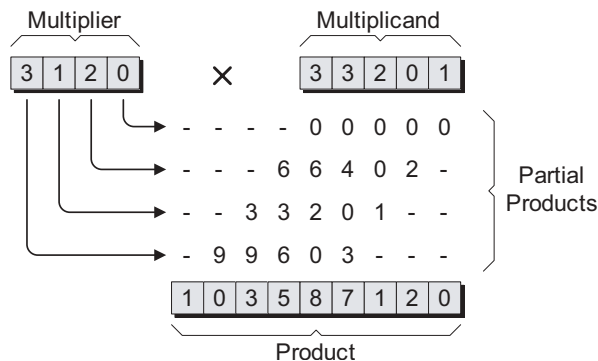 Multiplier Multiplicand
3 1 2 0 × 3 3 2 0 1
- - - - 0 0 0 0 0
- - - 6 6 4 0 2 -
- - 3 3 2 0 1 - -
- 9 9 6 0 3 - - -
Partial
Products
1 0 3 5 8 7 1 2 0
Product